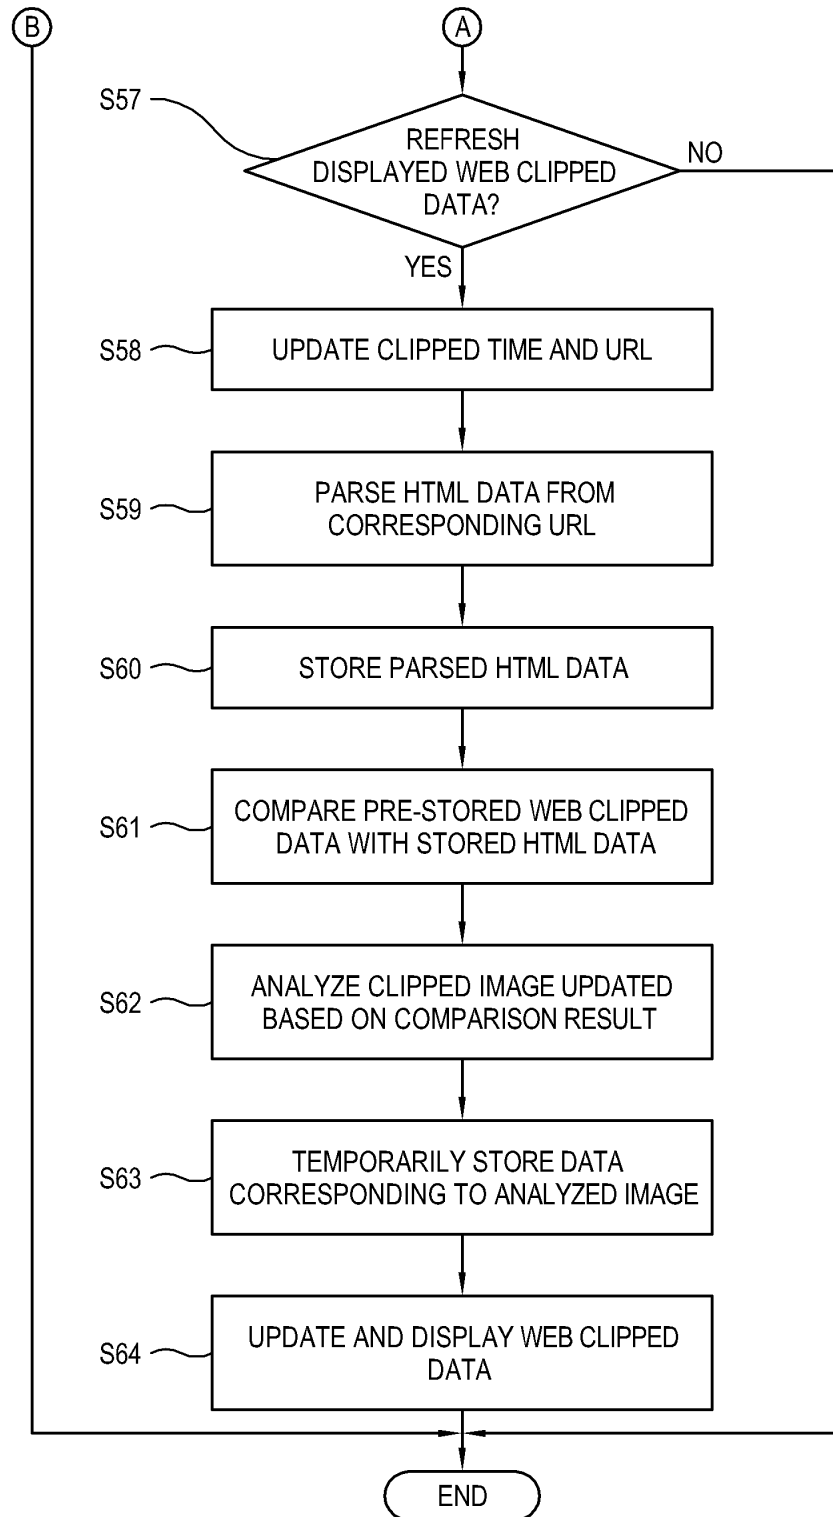 B
A
S57
REFRESH
DISPLAYED WEB CLIPPED
DATA?
NO
YES
S58
UPDATE CLIPPED TIME AND URL
S59
PARSE HTML DATA FROM
CORRESPONDING URL
S60
STORE PARSED HTML DATA
S61
COMPARE PRE-STORED WEB CLIPPED
DATA WITH STORED HTML DATA
S62
ANALYZE CLIPPED IMAGE UPDATED
BASED ON COMPARISON RESULT
S63
TEMPORARILY STORE DATA
CORRESPONDING TO ANALYZED IMAGE
S64
UPDATE AND DISPLAY WEB CLIPPED
DATA
END